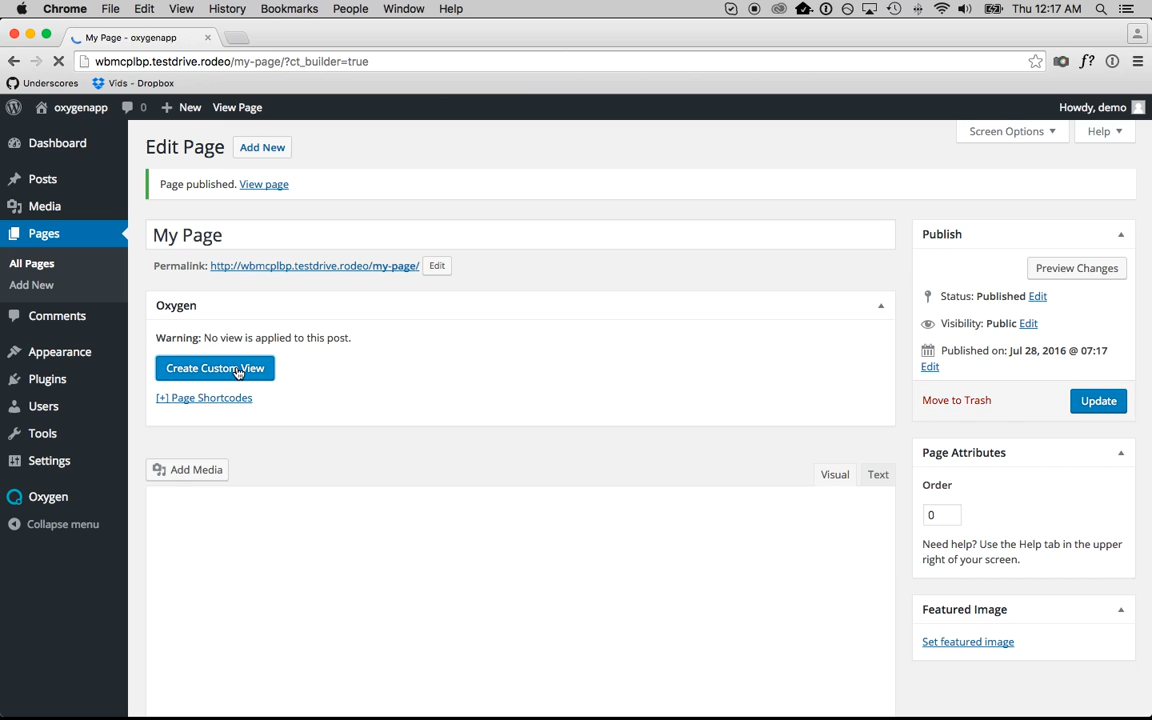 Chrome File Edit View History Bookmarks People Window Help Thu 12:17 AM
My Page - oxygenapp
wbmcplbp.testdrive.rodeo/my-page/?ct_builder=true
f?
Underscores Vids - Dropbox
oxygenapp 0 New View Page Howdy, demo
Screen Options Help
Dashboard
Posts
Media
Pages
All Pages
Add New
Comments
Appearance
Plugins
Users
Tools
Settings
Oxygen
Collapse menu
Edit Page Add New
Page published. View page
My Page
Permalink: http://wbmcplbp.testdrive.rodeo/my-page/ Edit
Oxygen
Warning: No view is applied to this post.
Create Custom View
[+] Page Shortcodes
Add Media
Visual Text
Publish
Preview Changes
Status: Published Edit
Visibility: Public Edit
Published on: Jul 28, 2016 @ 07:17
Edit
Move to Trash Update
Page Attributes
Order
0
Need help? Use the Help tab in the upper
right of your screen.
Featured Image
Set featured image